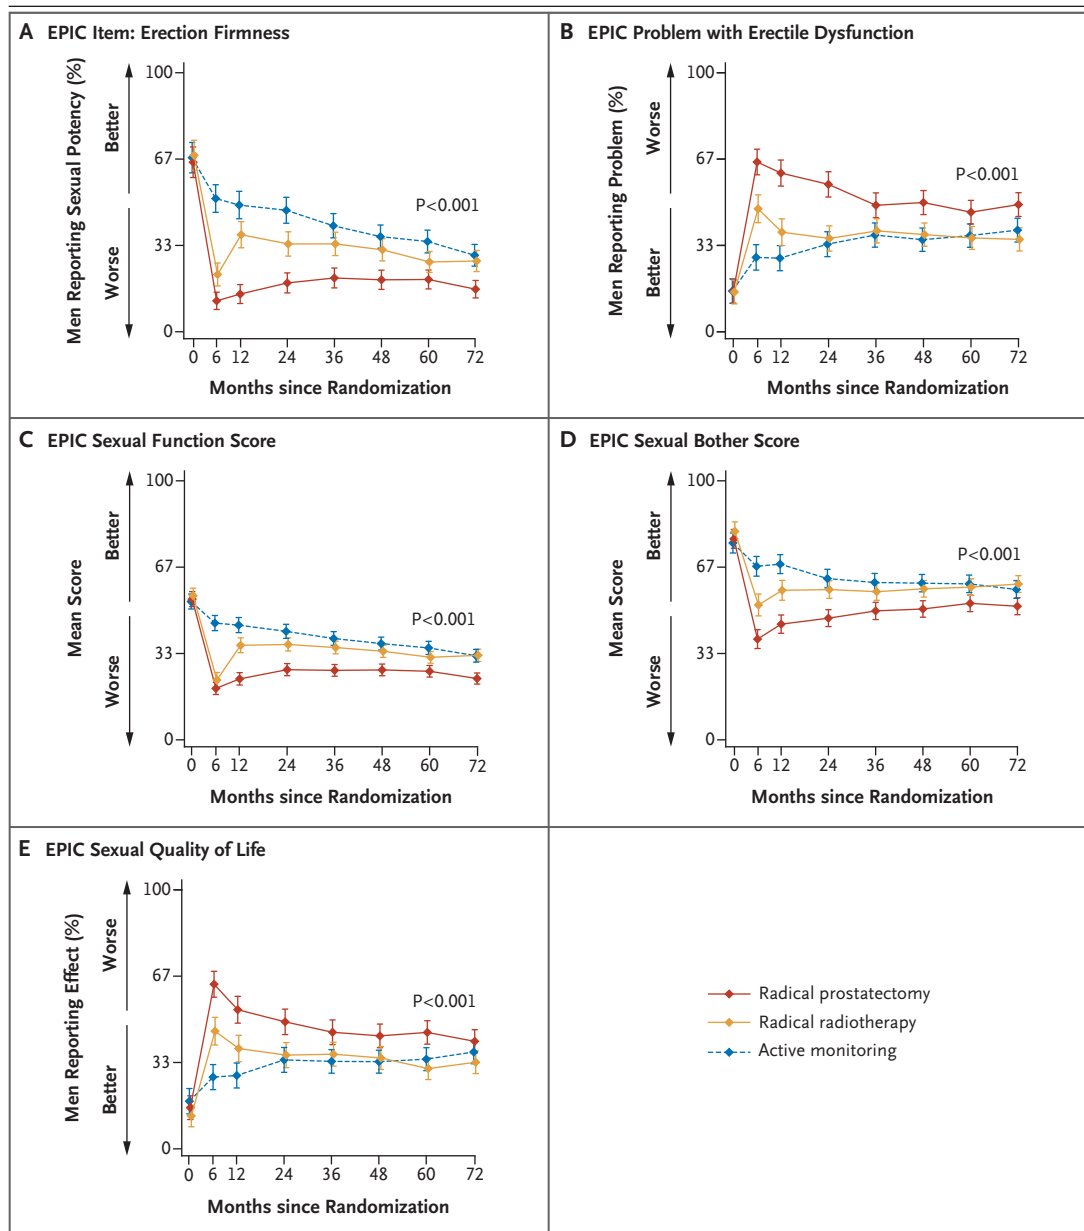 A EPIC Item: Erection Firmness
Men Reporting Sexual Potency (%)
Better
Worse
100
67
33
0
P<0.001
0 6 12 24 36 48 60 72
Months since Randomization
B EPIC Problem with Erectile Dysfunction
Men Reporting Problem (%)
Worse
Better
100
67
33
0
P<0.001
0 6 12 24 36 48 60 72
Months since Randomization
C EPIC Sexual Function Score
Mean Score
Better
Worse
100
67
33
0
P<0.001
0 6 12 24 36 48 60 72
Months since Randomization
D EPIC Sexual Bother Score
Mean Score
Better
Worse
100
67
33
0
P<0.001
0 6 12 24 36 48 60 72
Months since Randomization
E EPIC Sexual Quality of Life
Men Reporting Effect (%)
Worse
Better
100
67
33
0
P<0.001
0 6 12 24 36 48 60 72
Months since Randomization
Radical prostatectomy
Radical radiotherapy
Active monitoring